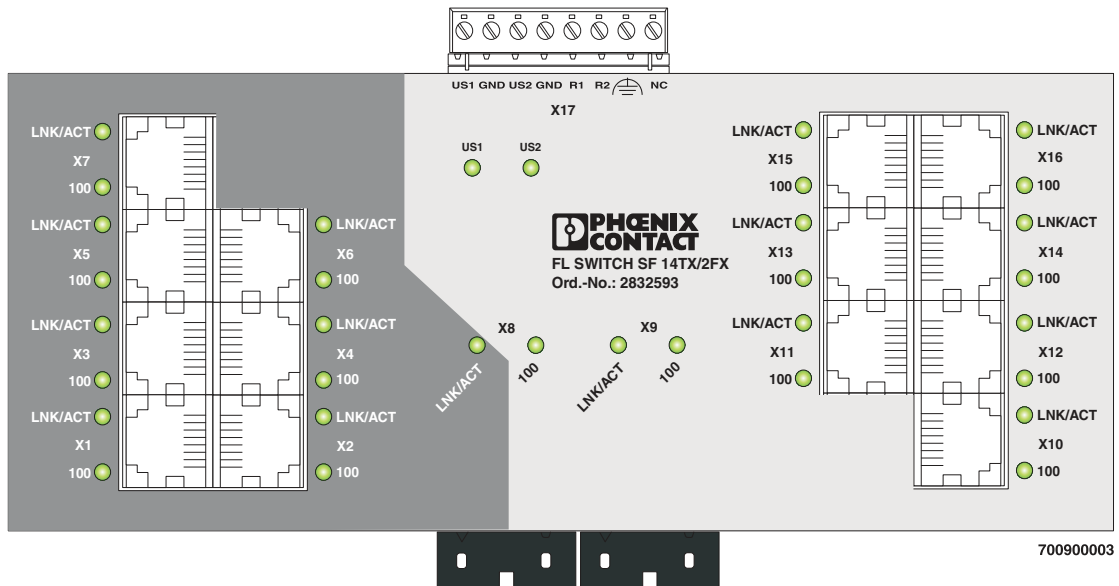 US1 GND US2 GND R1 R2 NC
X17
US1 US2
PHŒNIX
CONTACT
FL SWITCH SF 14TX/2FX
Ord.-No.: 2832593
LNK/ACT
X7
100
LNK/ACT
X5
100
LNK/ACT
X6
100
LNK/ACT
X3
100
LNK/ACT
X4
100
LNK/ACT
X1
100
LNK/ACT
X2
100
X8
LNK/ACT
100
X9
LNK/ACT
100
LNK/ACT
X15
100
LNK/ACT
X16
100
LNK/ACT
X13
100
LNK/ACT
X14
100
LNK/ACT
X11
100
LNK/ACT
X12
100
LNK/ACT
X10
100
700900003